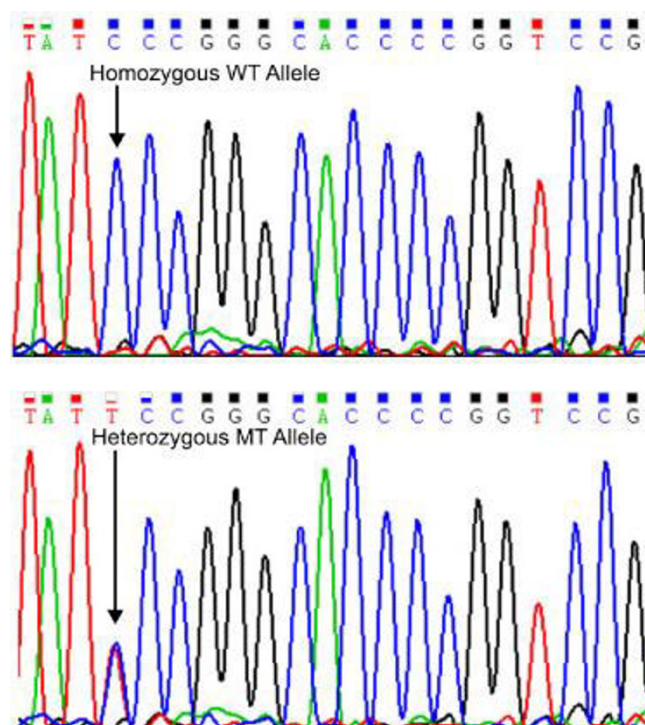 T A T C C C G G G C A C C C C G G T C C G
Homozygous WT Allele
T A T T C C G G G C A C C C C G G T C C G
Heterozygous MT Allele